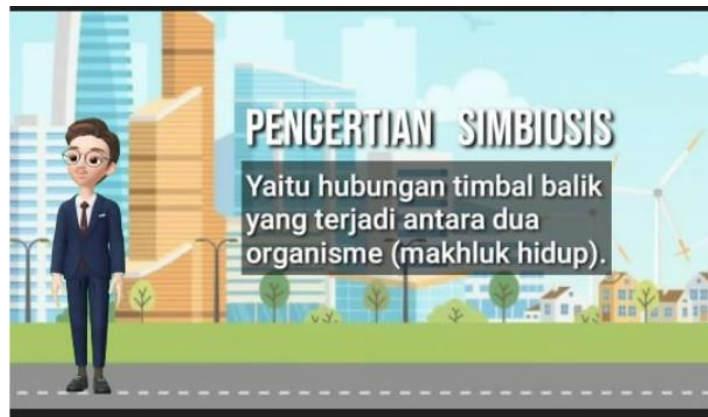 PENGERTIAN SIMBIOSIS
Yaitu hubungan timbal balik
yang terjadi antara dua
organisme (makhluk hidup).